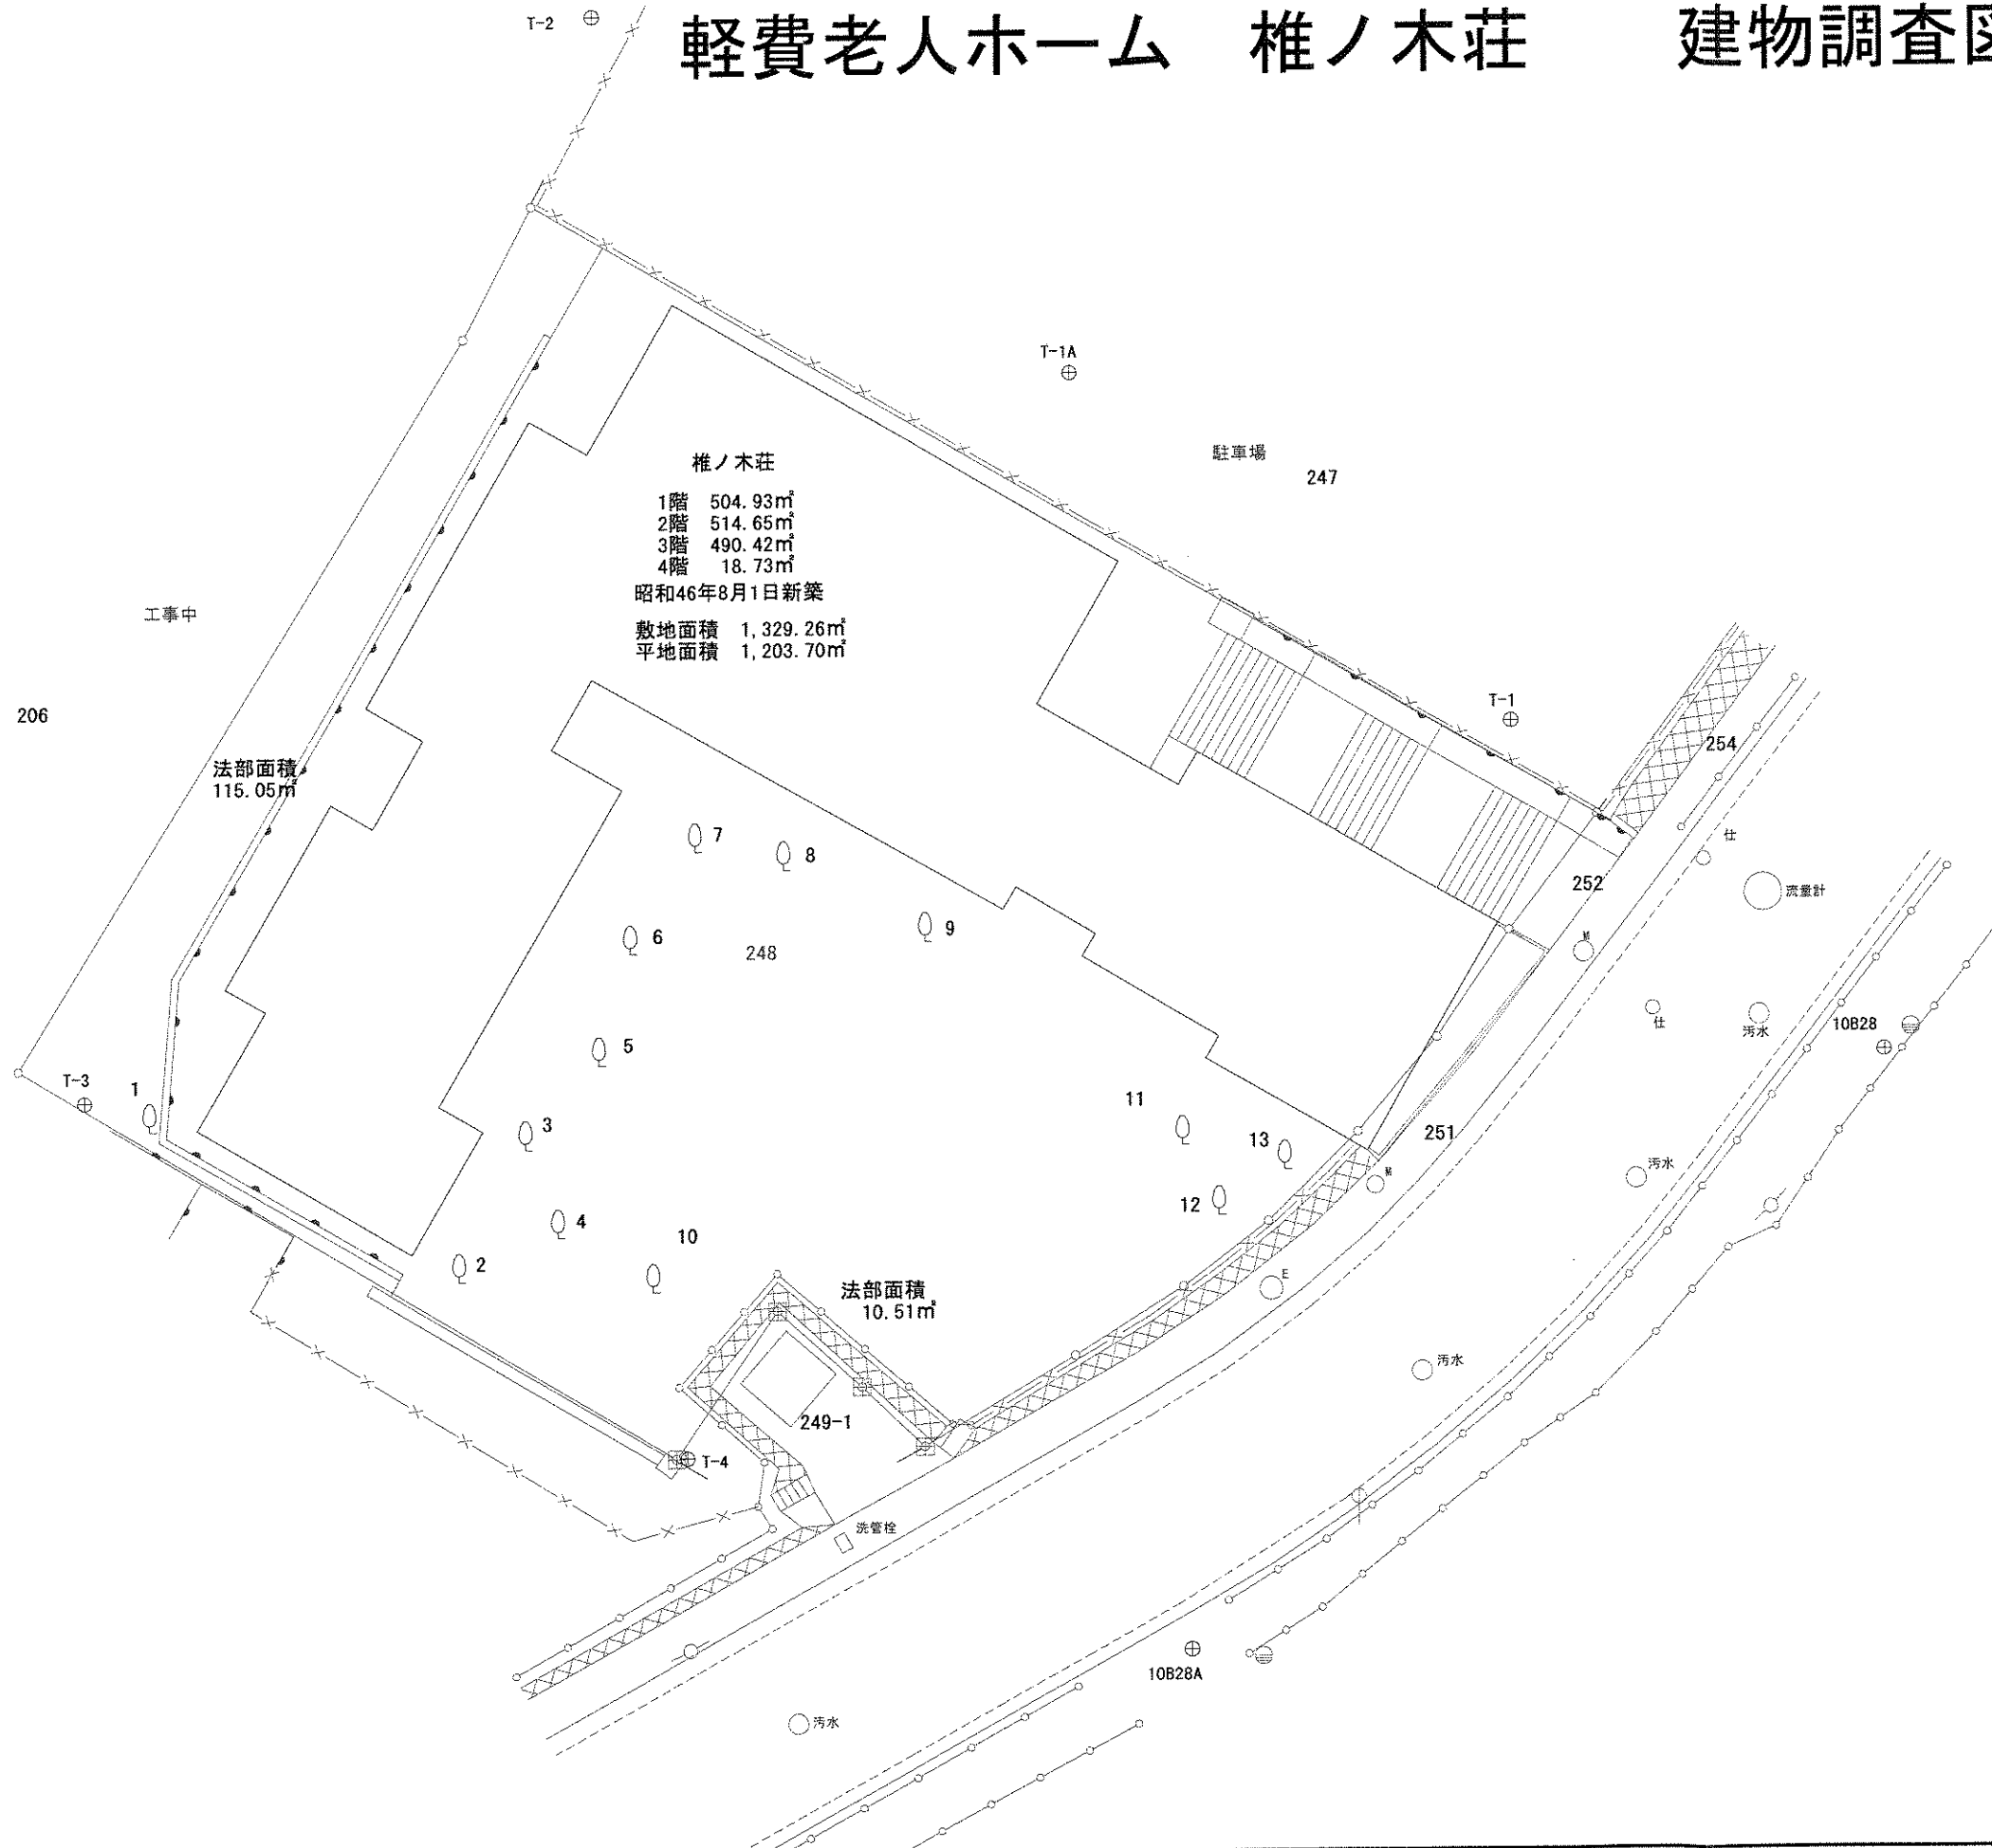 軽費老人ホーム　椎ノ木荘　　建物調査図
T-2
T-1A
駐車場
247
椎ノ木荘
1階 504.93㎡
2階 514.65㎡
3階 490.42㎡
4階 18.73㎡
昭和46年8月1日新築
敷地面積 1,329.26㎡
平地面積 1,203.70㎡
工事中
206
T-1
254
法部面積
115.05㎡
仕
7
8
252
流量計
9
6
248
M
仕
汚水
10B28
5
T-3
1
3
11
13
251
汚水
M
12
4
10
2
E
法部面積
10.51㎡
汚水
249-1
T-4
洗管栓
10B28A
汚水